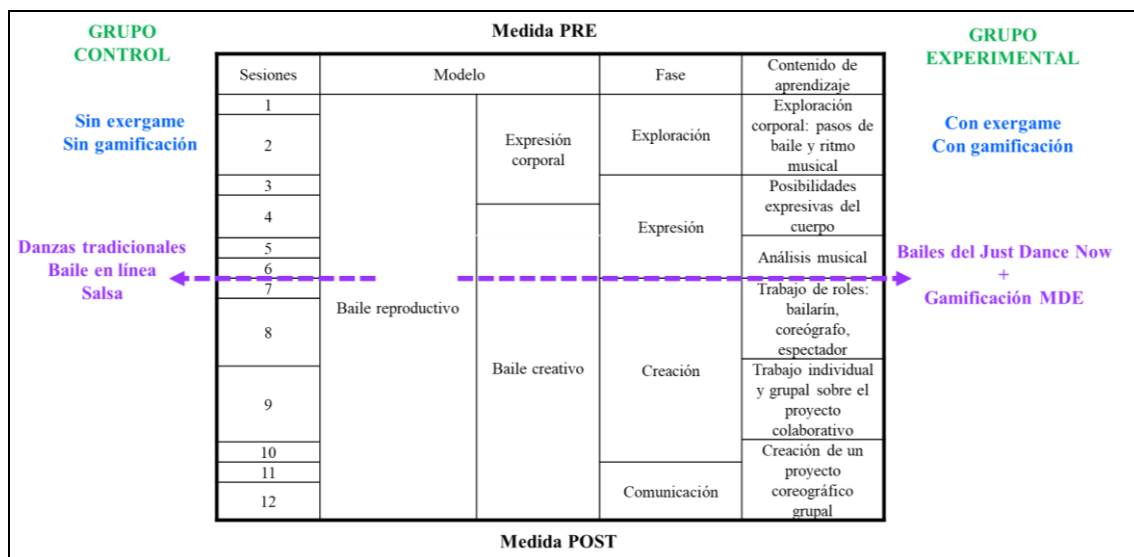 Medida PRE
GRUPO
CONTROL
GRUPO
EXPERIMENTAL
Sin exergame
Sin gamificación
Con exergame
Con gamificación
Danzas tradicionales
Baile en línea
Salsa
Bailes del Just Dance Now
+
Gamificación MDE
Sesiones
Modelo
Fase
Contenido de
aprendizaje
1
2
3
4
5
6
7
8
9
10
11
12
Baile reproductivo
Expresión
corporal
Baile creativo
Exploración
Expresión
Creación
Comunicación
Exploración
corporal: pasos de
baile y ritmo
musical
Posibilidades
expresivas del
cuerpo
Análisis musical
Trabajo de roles:
bailarín,
coreógrafo,
espectador
Trabajo individual
y grupal sobre el
proyecto
colaborativo
Creación de un
proyecto
coreográfico
grupal
Medida POST